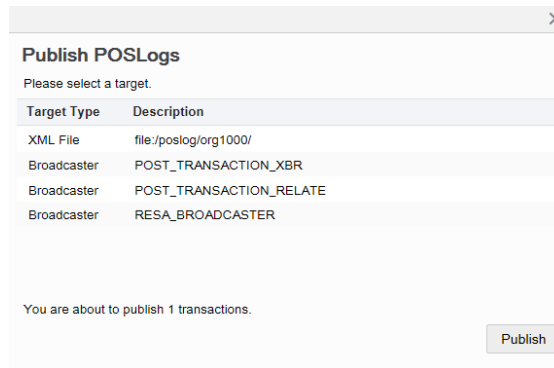 Publish POSLogs
Please select a target.
Target Type Description
XML File file:/poslog/org1000/
Broadcaster POST_TRANSACTION_XBR
Broadcaster POST_TRANSACTION_RELATE
Broadcaster RESA_BROADCASTER
You are about to publish 1 transactions.
Publish